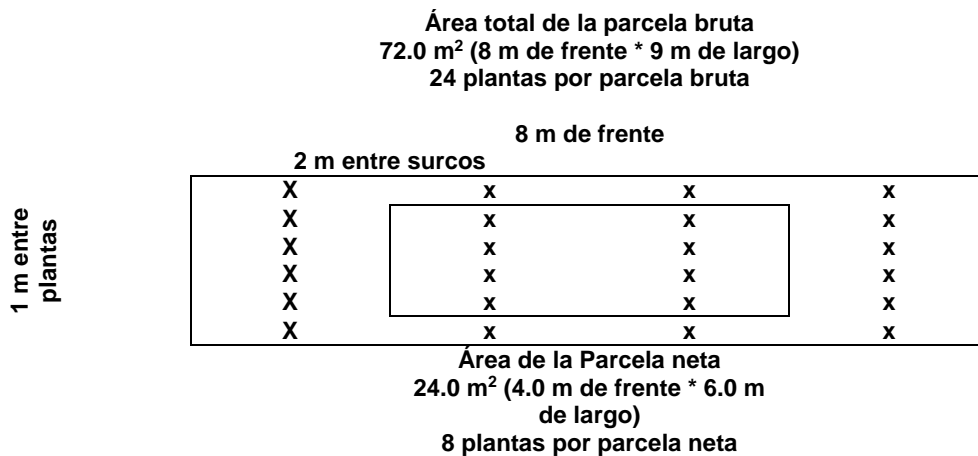 Área total de la parcela bruta
72.0 m² (8 m de frente * 9 m de largo)
24 plantas por parcela bruta
8 m de frente
2 m entre surcos
1 m entre
plantas
X x x x
X x x x
X x x x
X x x x
X x x x
X x x x
Área de la Parcela neta
24.0 m² (4.0 m de frente * 6.0 m
de largo)
8 plantas por parcela neta